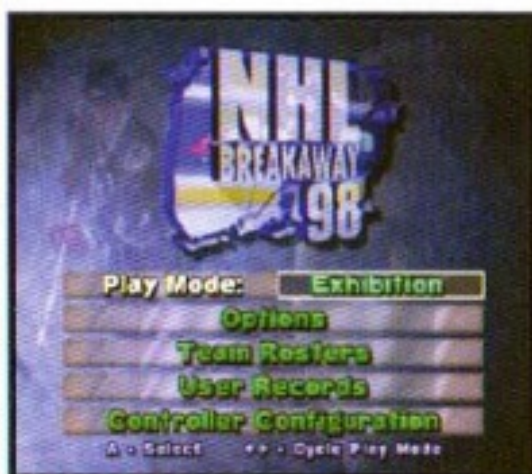 NHL
BREAKAWAY
98
Play Mode: Exhibition
Options
Team Rosters
User Records
Controller Configuration
A - Select ◄► - Cycle Play Mode